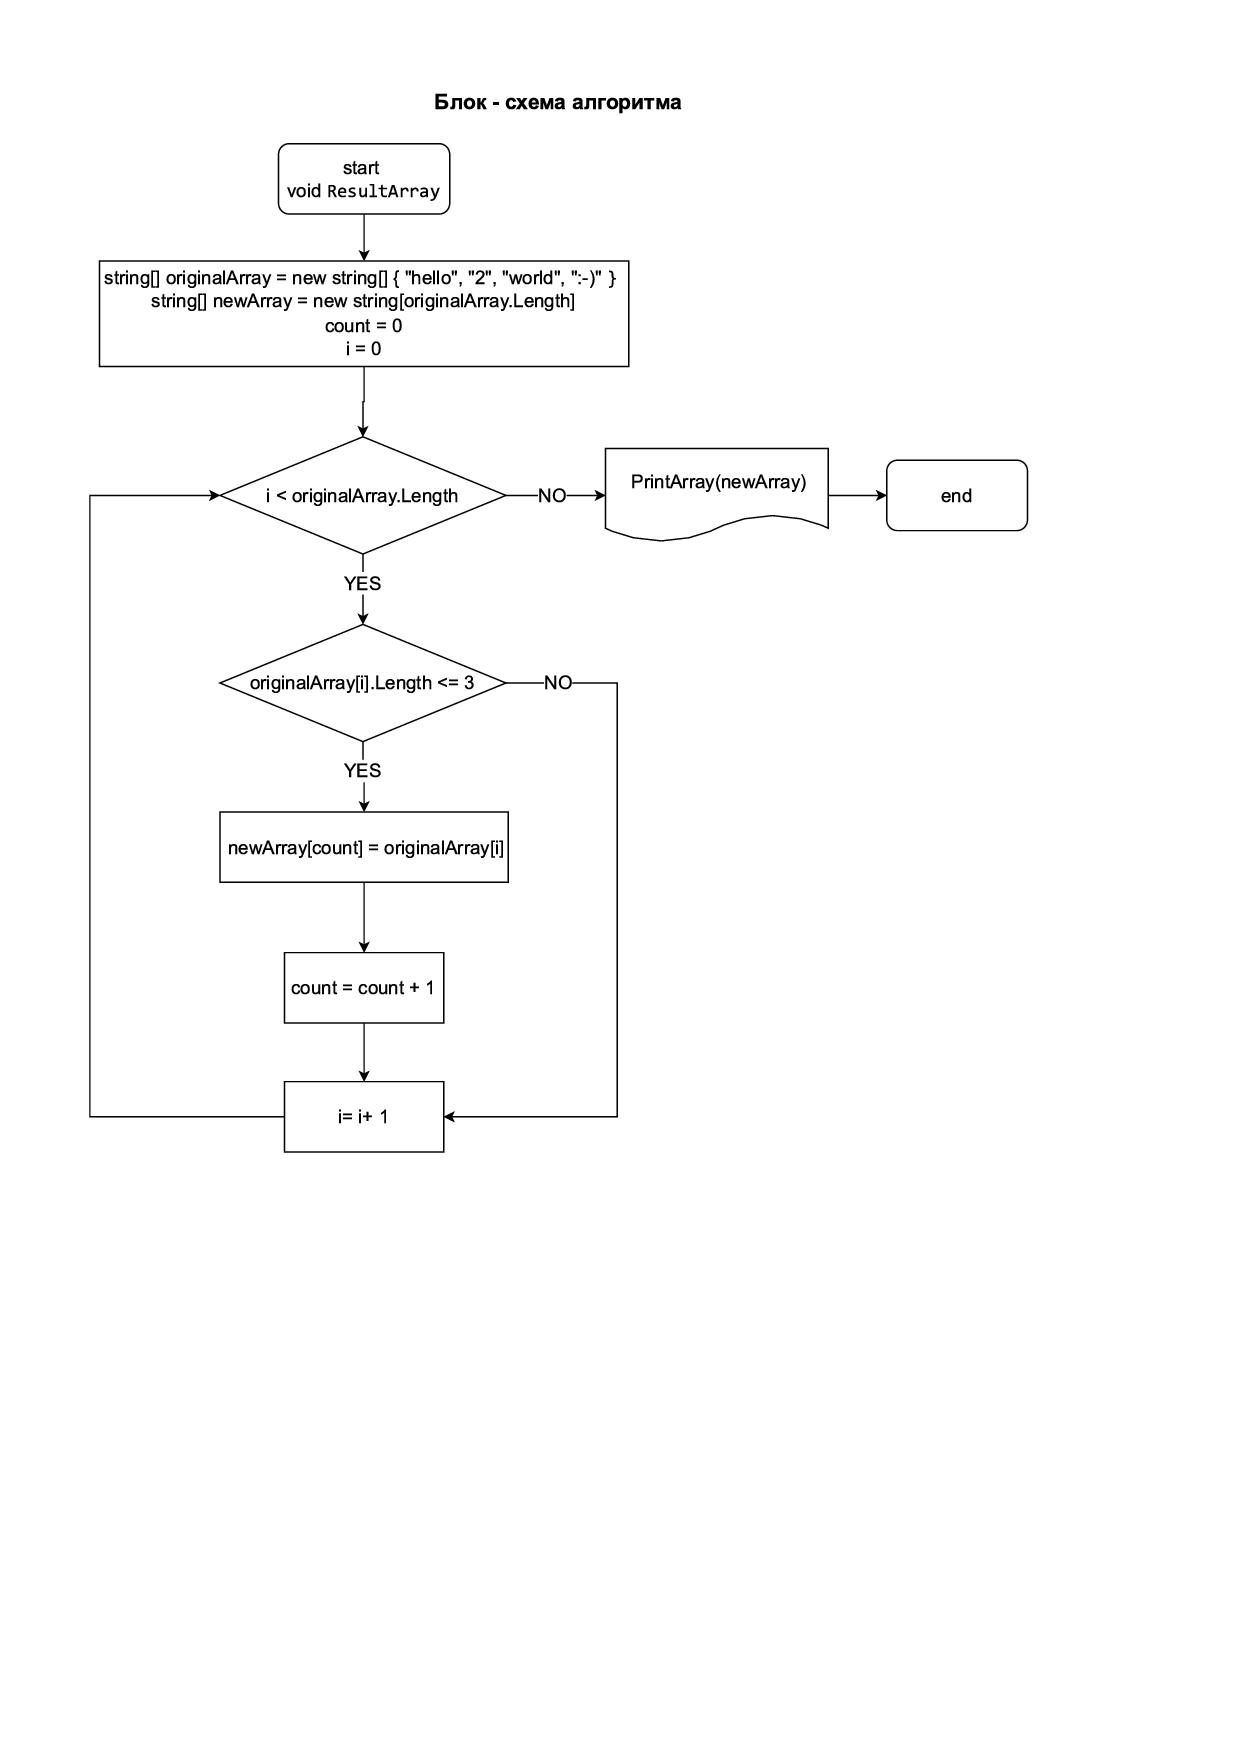 Блок - схема алгоритма
start
void ResultArray
string[] originalArray = new string[] { "hello", "2", "world", ":-)" }
string[] newArray = new string[originalArray.Length]
count = 0
i = 0
i < originalArray.Length
NO
PrintArray(newArray)
end
YES
originalArray[i].Length <= 3
NO
YES
newArray[count] = originalArray[i]
count = count + 1
i= i+ 1